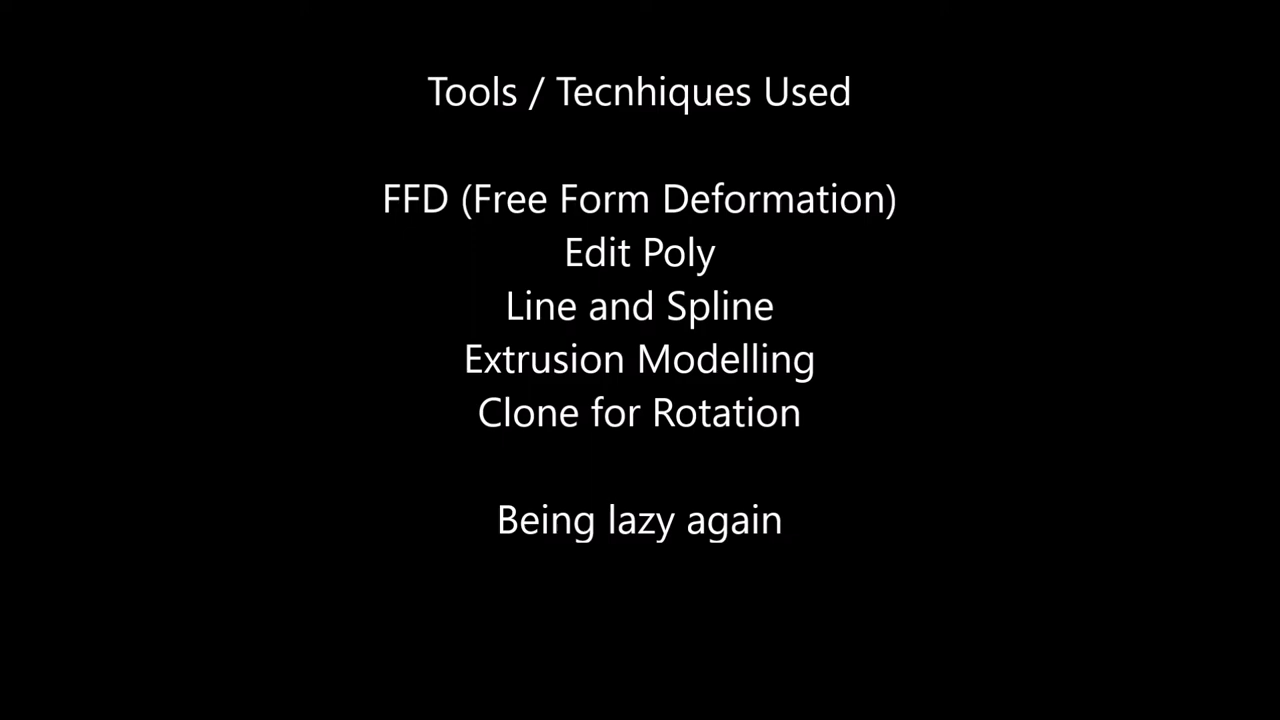 Tools / Tecnhiques Used
FFD (Free Form Deformation)
Edit Poly
Line and Spline
Extrusion Modelling
Clone for Rotation
Being lazy again